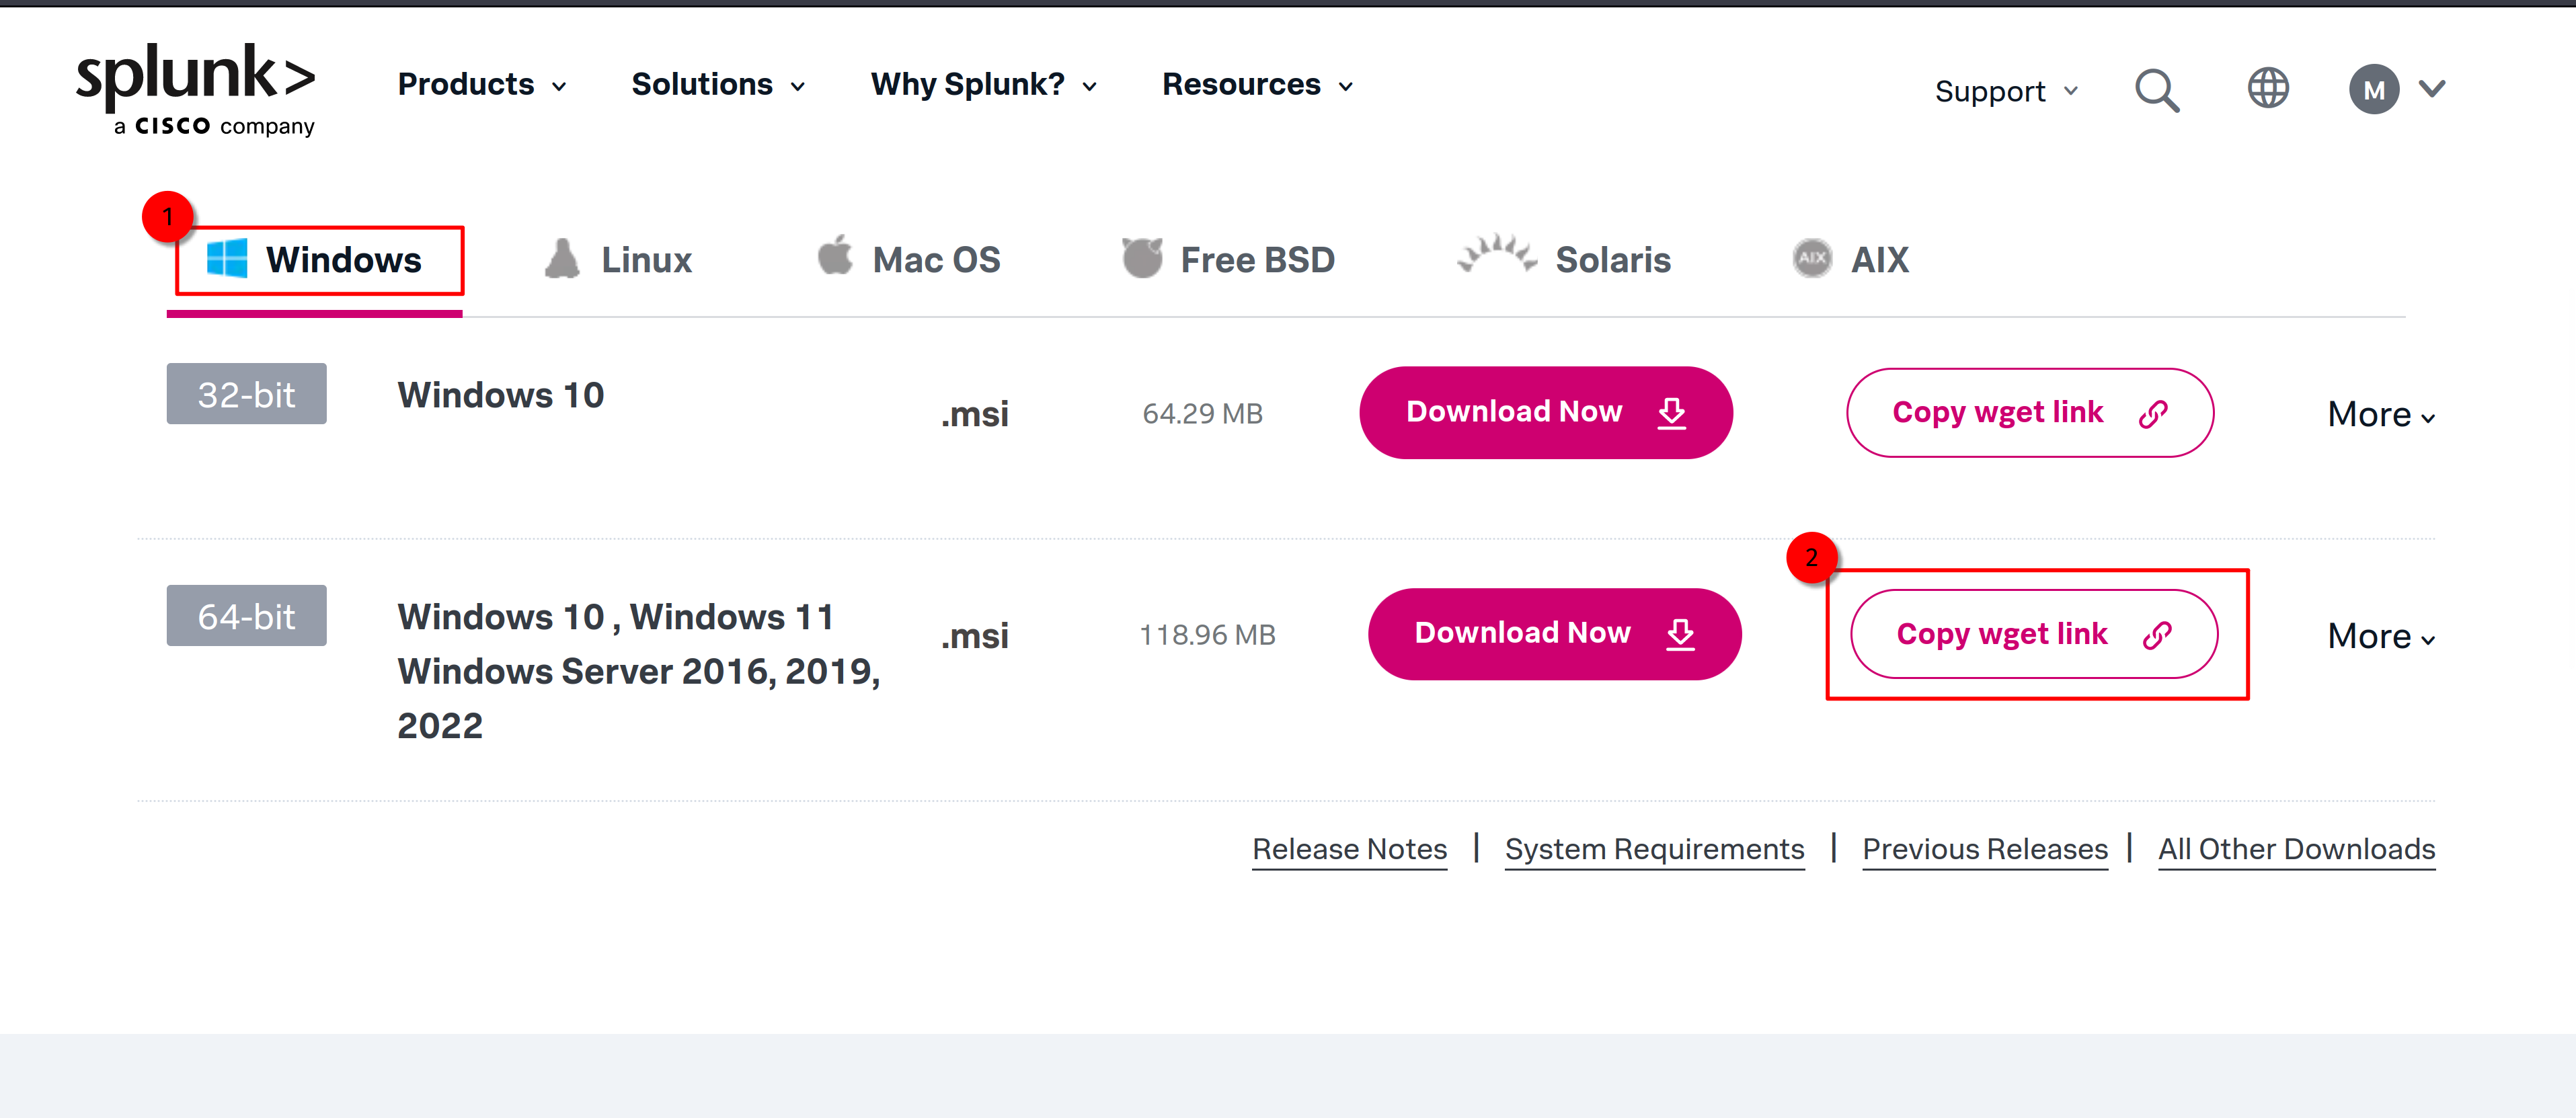 splunk>
a CISCO company
Products
Solutions
Why Splunk?
Resources
Support
M
1
Windows
Linux
Mac OS
Free BSD
Solaris
AIX
AIX
32-bit
Windows 10
.msi
64.29 MB
Download Now
Copy wget link
More
2
64-bit
Windows 10 , Windows 11
Windows Server 2016, 2019,
2022
.msi
118.96 MB
Download Now
Copy wget link
More
Release Notes | System Requirements | Previous Releases | All Other Downloads